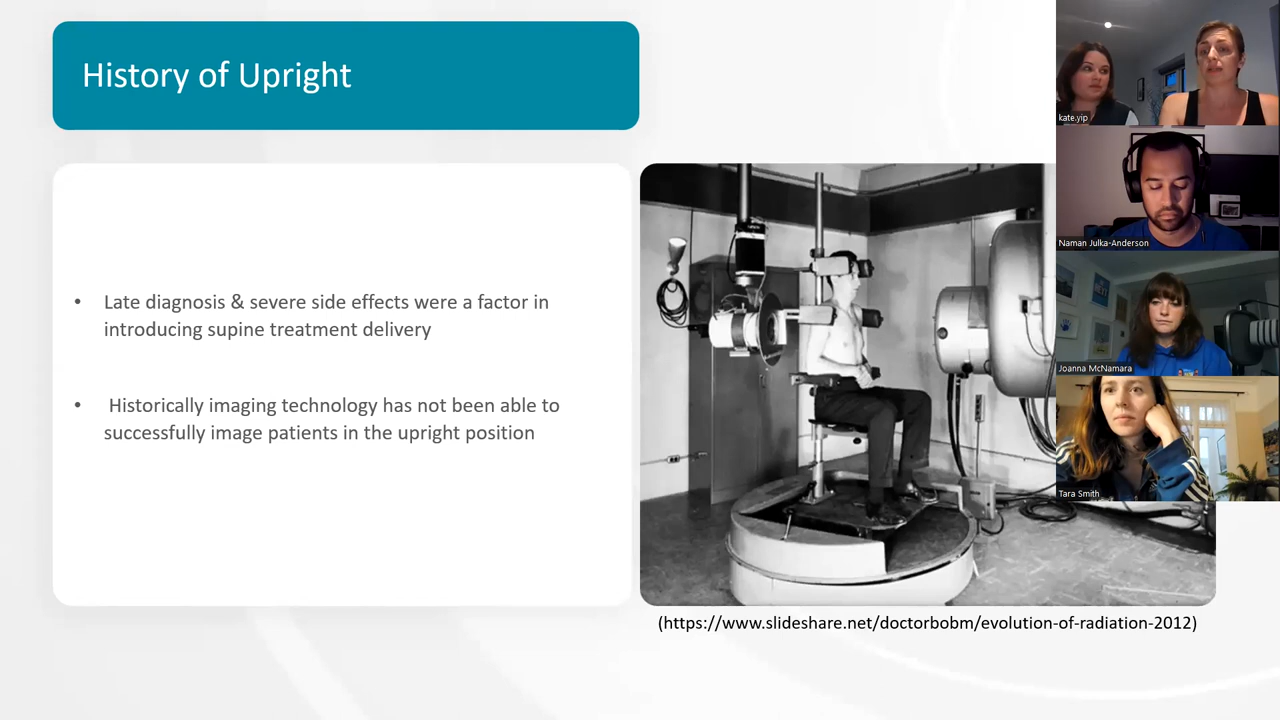 History of Upright
• Late diagnosis & severe side effects were a factor in
introducing supine treatment delivery
• Historically imaging technology has not been able to
successfully image patients in the upright position
(https://www.slideshare.net/doctorbobm/evolution-of-radiation-2012)
kate.yip
Naman Julka-Anderson
Joanna McNamara
Tara Smith